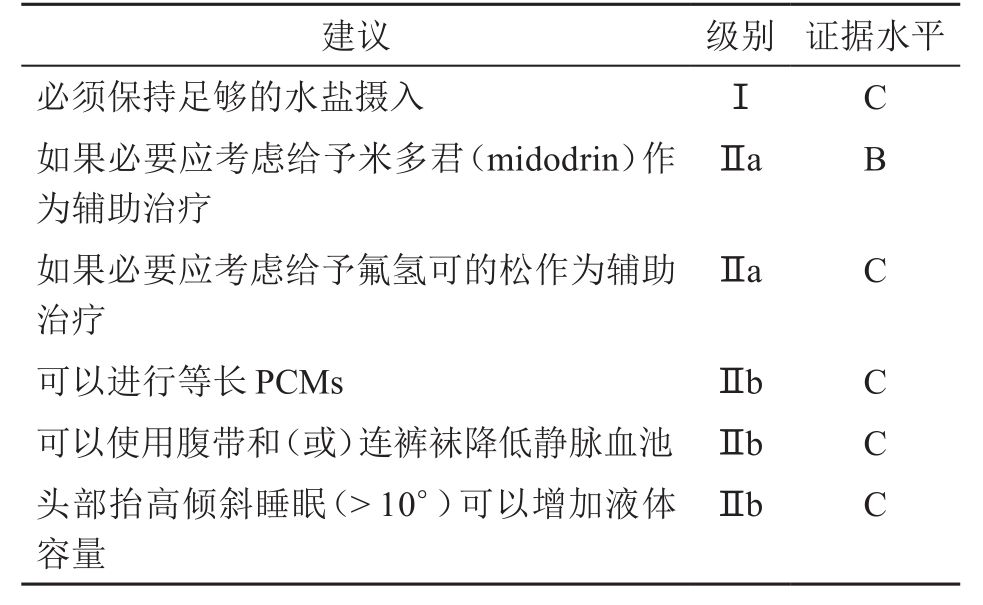 建议 级别 证据水平
必须保持足够的水盐摄入 Ⅰ C
如果必要应考虑给予米多君(midodrin)作 Ⅱa B
为辅助治疗
如果必要应考虑给予氟氢可的松作为辅助 Ⅱa C
治疗
可以进行等长PCMs Ⅱb C
可以使用腹带和(或)连裤袜降低静脉血池 Ⅱb C
头部抬高倾斜睡眠(>10°)可以增加液体 Ⅱb C
容量